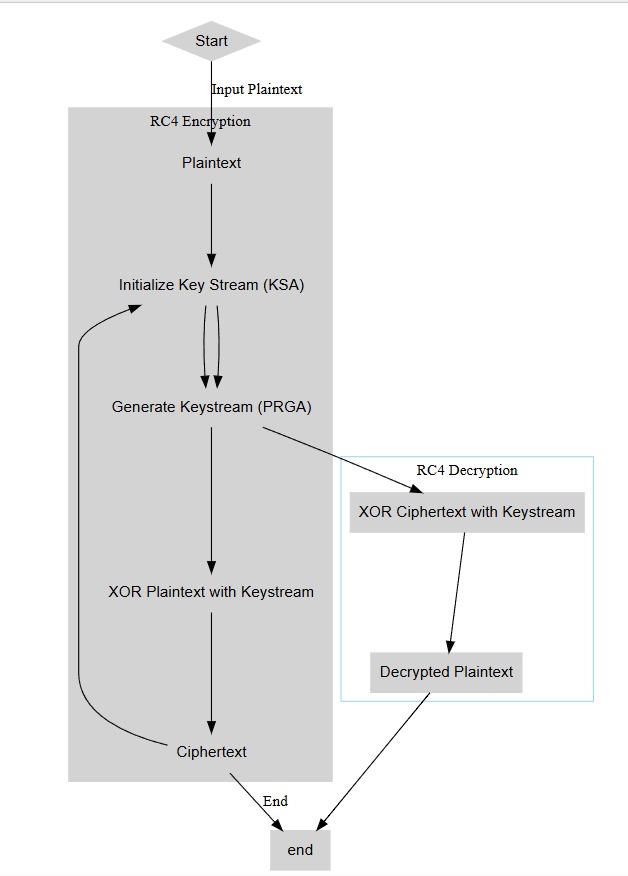 Start
Input Plaintext
RC4 Encryption
Plaintext
Initialize Key Stream (KSA)
Generate Keystream (PRGA)
RC4 Decryption
XOR Ciphertext with Keystream
XOR Plaintext with Keystream
Decrypted Plaintext
Ciphertext
End
end